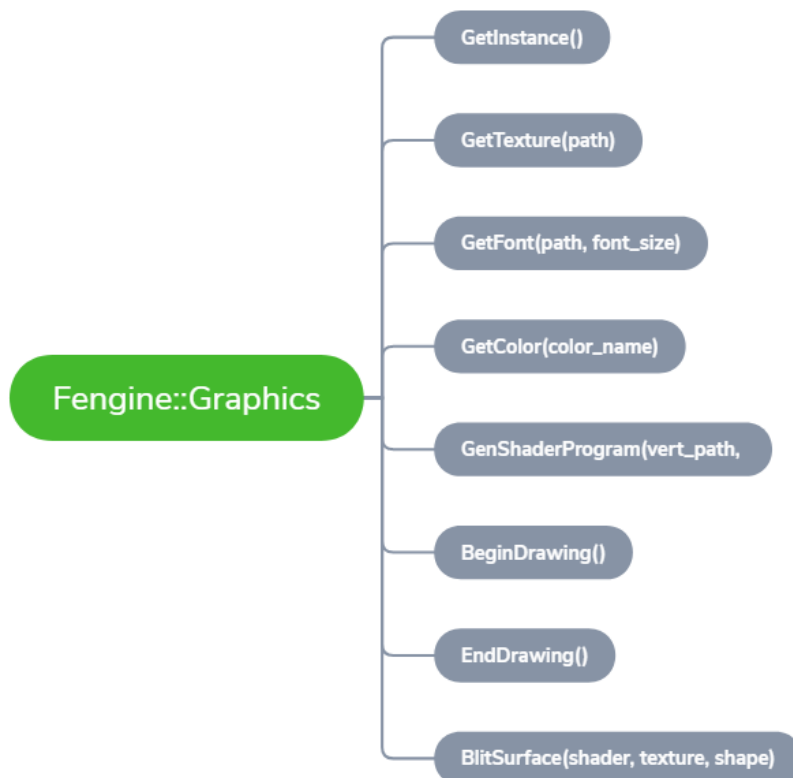 GetInstance()
GetTexture(path)
GetFont(path, font_size)
GetColor(color_name)
Fengine::Graphics
GenShaderProgram(vert_path,
BeginDrawing()
EndDrawing()
BlitSurface(shader, texture, shape)